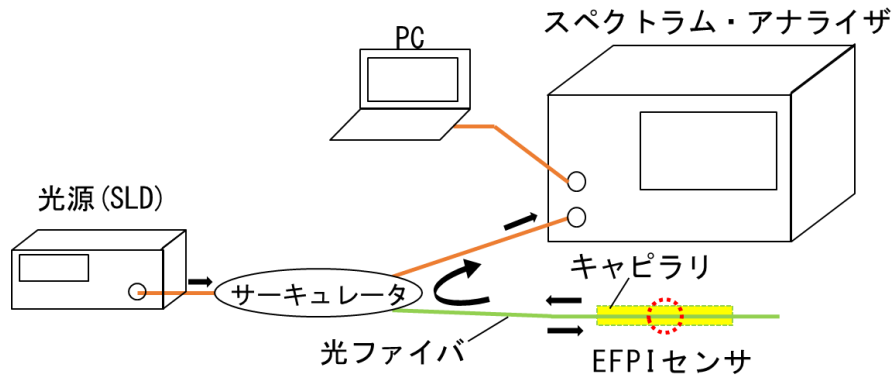 スペクトラム・アナライザ
PC
光源(SLD)
サーキュレータ
キャピラリ
光ファイバ
EFPIセンサ